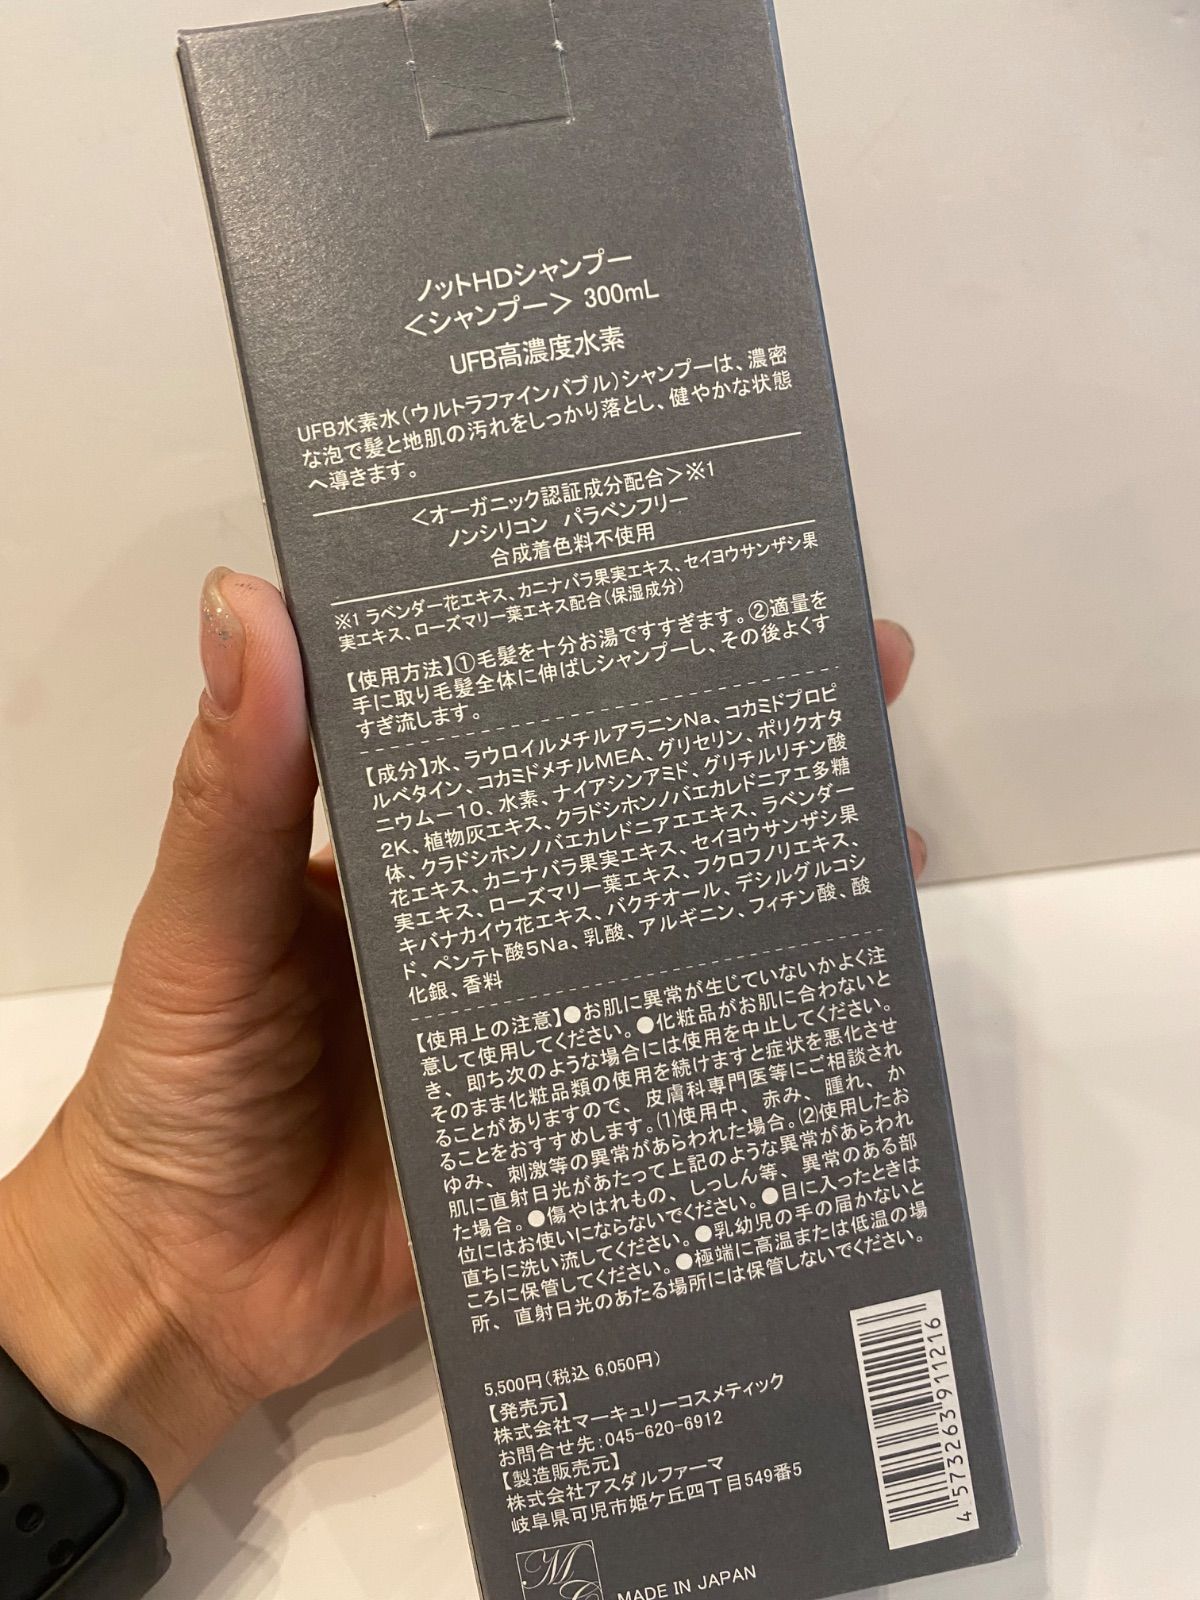 ノットHDシャンプー
＜シャンプー＞ 300mL
UFB高濃度水素
UFB水素水（ウルトラファインバブル）シャンプーは、濃密
な泡で髪と地肌の汚れをしっかり落とし、健やかな状態
へ導きます。
＜オーガニック認証成分配合＞※1
ノンシリコン パラベンフリー
合成着色料不使用
※1 ラベンダー花エキス、カニナバラ果実エキス、セイヨウサンザシ果
実エキス、ローズマリー葉エキス配合（保湿成分）
【使用方法】①毛髪を十分お湯ですすぎます。②適量を
手に取り毛髪全体に伸ばしシャンプーし、その後よくす
すぎ流します。
【成分】水、ラウロイルメチルアラニンNa、コカミドプロピ
ルベタイン、コカミドメチルMEA、グリセリン、ポリクオタ
ニウム－10、水素、ナイアシンアミド、グリチルリチン酸
2K、植物灰エキス、クラドシホンノバエカレドニアエ多糖
体、クラドシホンノバエカレドニアエエキス、ラベンダー
花エキス、カニナバラ果実エキス、セイヨウサンザシ果
実エキス、ローズマリー葉エキス、フクロフノリエキス、
キバナカイウ花エキス、バクチオール、デシルグルコシ
ド、ペンテト酸5Na、乳酸、アルギニン、フィチン酸、酸
化銀、香料
【使用上の注意】●お肌に異常が生じていないかよく注
意して使用してください。●化粧品がお肌に合わないと
き、即ち次のような場合には使用を中止してください。
そのまま化粧品類の使用を続けますと症状を悪化させ
ることがありますので、皮膚科専門医等にご相談され
ることをおすすめします。(1)使用中、赤み、腫れ、か
ゆみ、刺激等の異常があらわれた場合。(2)使用したお
肌に直射日光があたって上記のような異常があらわれ
た場合。●傷やはれもの、しっしん等、異常のある部
位にはお使いにならないでください。●目に入ったときは
直ちに洗い流してください。●乳幼児の手の届かないと
ころに保管してください。●極端に高温または低温の場
所、直射日光のあたる場所には保管しないでください。
5,500円（税込 6,050円）
【発売元】
株式会社マーキュリーコスメティック
お問合せ先：045-620-6912
【製造販売元】
株式会社アスダルファーマ
岐阜県可児市姫ケ丘四丁目549番5
4 573263 911216
MC
MADE IN JAPAN